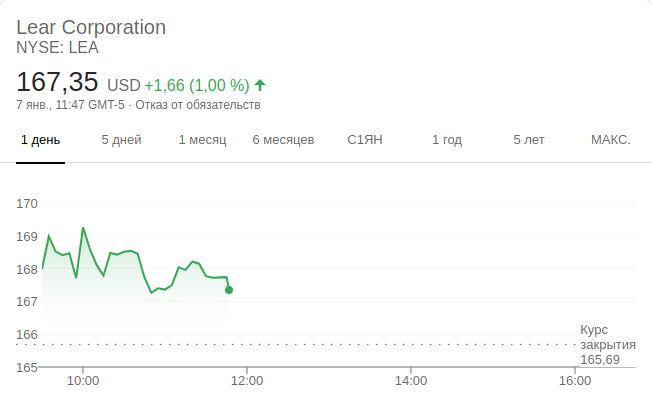 Lear Corporation
NYSE: LEA
167,35 USD +1,66 (1,00 %)
7 янв., 11:47 GMT-5 · Отказ от обязательств
1 день 5 дней 1 месяц 6 месяцев С1ЯН 1 год 5 лет МАКС.
170
169
168
167
166
165
Курс
закрытия
165,69
10:00 12:00 14:00 16:00